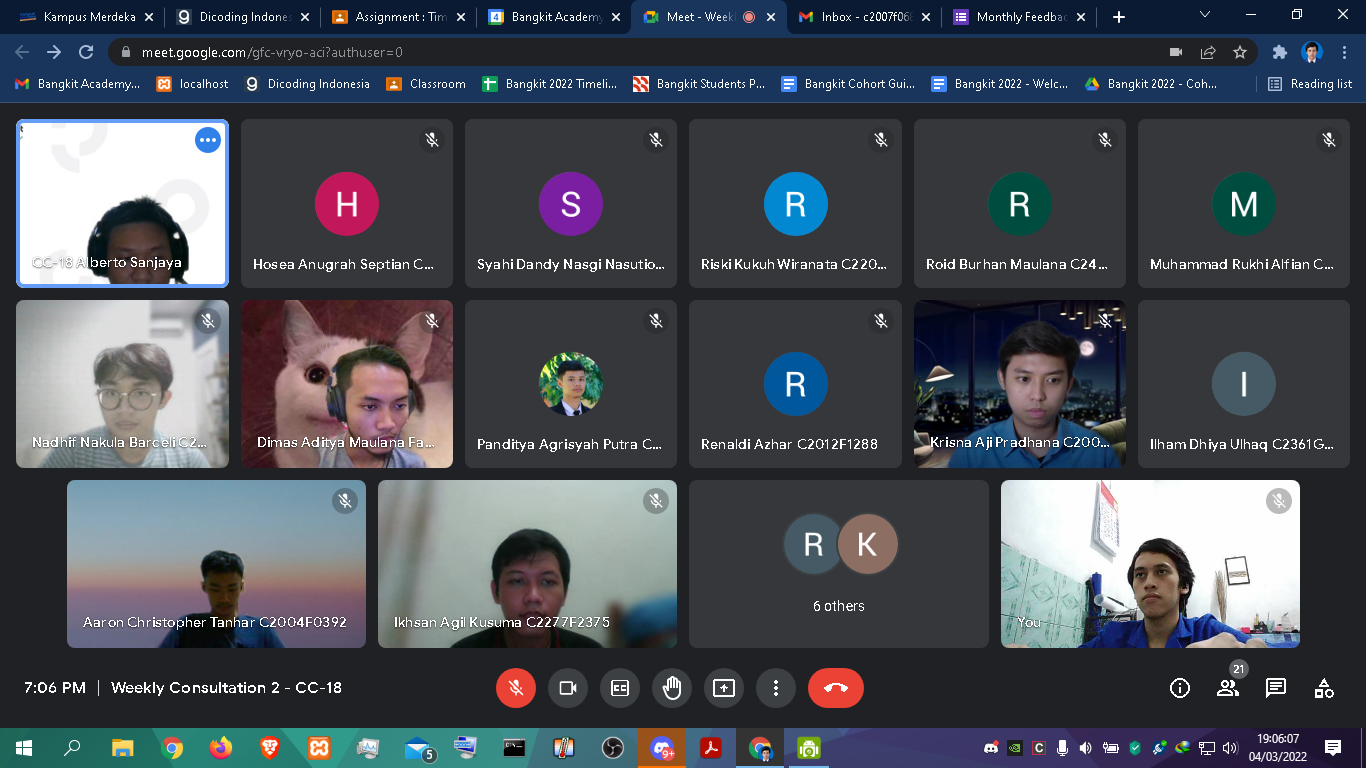 Kampus Merdeka
Dicoding Indones
Assignment : Tim
Bangkit Academy
Meet - Week
Inbox - c2007f06
Monthly Feedbac
meet.google.com/gfc-vryo-aci?authuser=0
Bangkit Academy...
localhost
Dicoding Indonesia
Classroom
Bangkit 2022 Timeli...
Bangkit Students P...
Bangkit Cohort Gui...
Bangkit 2022 - Welc...
Bangkit 2022 - Coh...
Reading list
CC-18 Alberto Sanjaya
H
Hosea Anugrah Septian C...
S
Syahi Dandy Nasgi Nasutio...
R
Riski Kukuh Wiranata C220...
R
Roid Burhan Maulana C24...
M
Muhammad Rukhi Alfian C...
Nadhif Nakula Barceli C2...
Dimas Aditya Maulana Fa...
Panditya Agrisyah Putra C...
R
Renaldi Azhar C2012F1288
Krisna Aji Pradhana C200...
I
Ilham Dhiya Ulhaq C2361G...
Aaron Christopher Tanhar C2004F0392
Ikhsan Agil Kusuma C2277F2375
R K
6 others
You
7:06 PM | Weekly Consultation 2 - CC-18
21
5
9+
19:06:07
04/03/2022